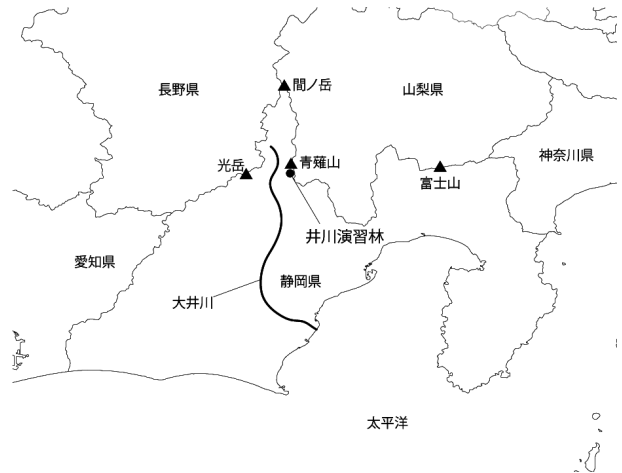 間ノ岳
長野県
山梨県
神奈川県
光岳
青薙山
富士山
井川演習林
愛知県
静岡県
大井川
太平洋